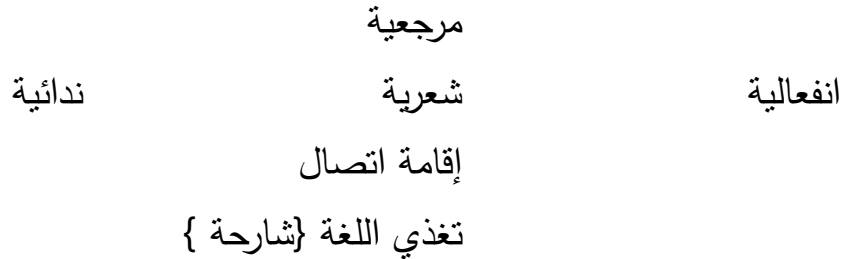 مرجعية
انفعالية شعرية ندائية
إقامة اتصال
تغذي اللغة {شارحة }